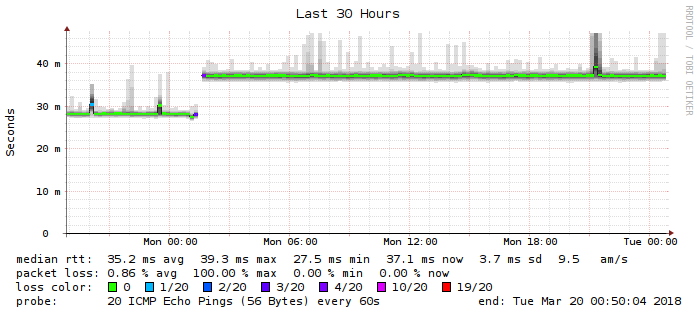 Last 30 Hours
RRDTOOL / TOBI OETIKER
Seconds
40 m
30 m
20 m
10 m
0
Mon 00:00 Mon 06:00 Mon 12:00 Mon 18:00 Tue 00:00
median rtt: 35.2 ms avg 39.3 ms max 27.5 ms min 37.1 ms now 3.7 ms sd 9.5 am/s
packet loss: 0.86 % avg 100.00 % max 0.00 % min 0.00 % now
loss color: 0 1/20 2/20 3/20 4/20 10/20 19/20
probe: 20 ICMP Echo Pings (56 Bytes) every 60s end: Tue Mar 20 00:50:04 2018